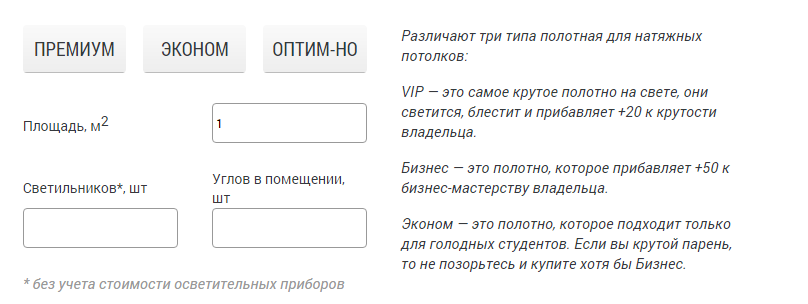 ПРЕМИУМ ЭКОНОМ ОПТИМ-НО
Площадь, м2
1
Светильников*, шт
Углов в помещении,
шт
* без учета стоимости осветительных приборов
Различают три типа полотна для натяжных
потолков:
VIP — это самое крутое полотно на свете, они
светится, блестит и прибавляет +20 к крутости
владельца.
Бизнес — это полотно, которое прибавляет +50 к
бизнес-мастерству владельца.
Эконом — это полотно, которое подходит только
для голодных студентов. Если вы крутой парень,
то не позорьтесь и купите хотя бы Бизнес.